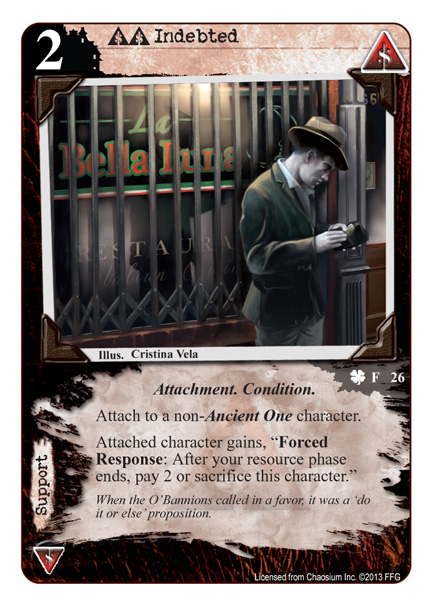 2
Indebted
$
La
Bella Luna
RESTAURA
Illus. Cristina Vela
F 26
Attachment. Condition.
Attach to a non-Ancient One character.
Attached character gains, “Forced
Response: After your resource phase
ends, pay 2 or sacrifice this character.”
When the O’Bannions called in a favor, it was a ‘do
it or else’ proposition.
Support
$
Licensed from Chaosium Inc. ©2013 FFG